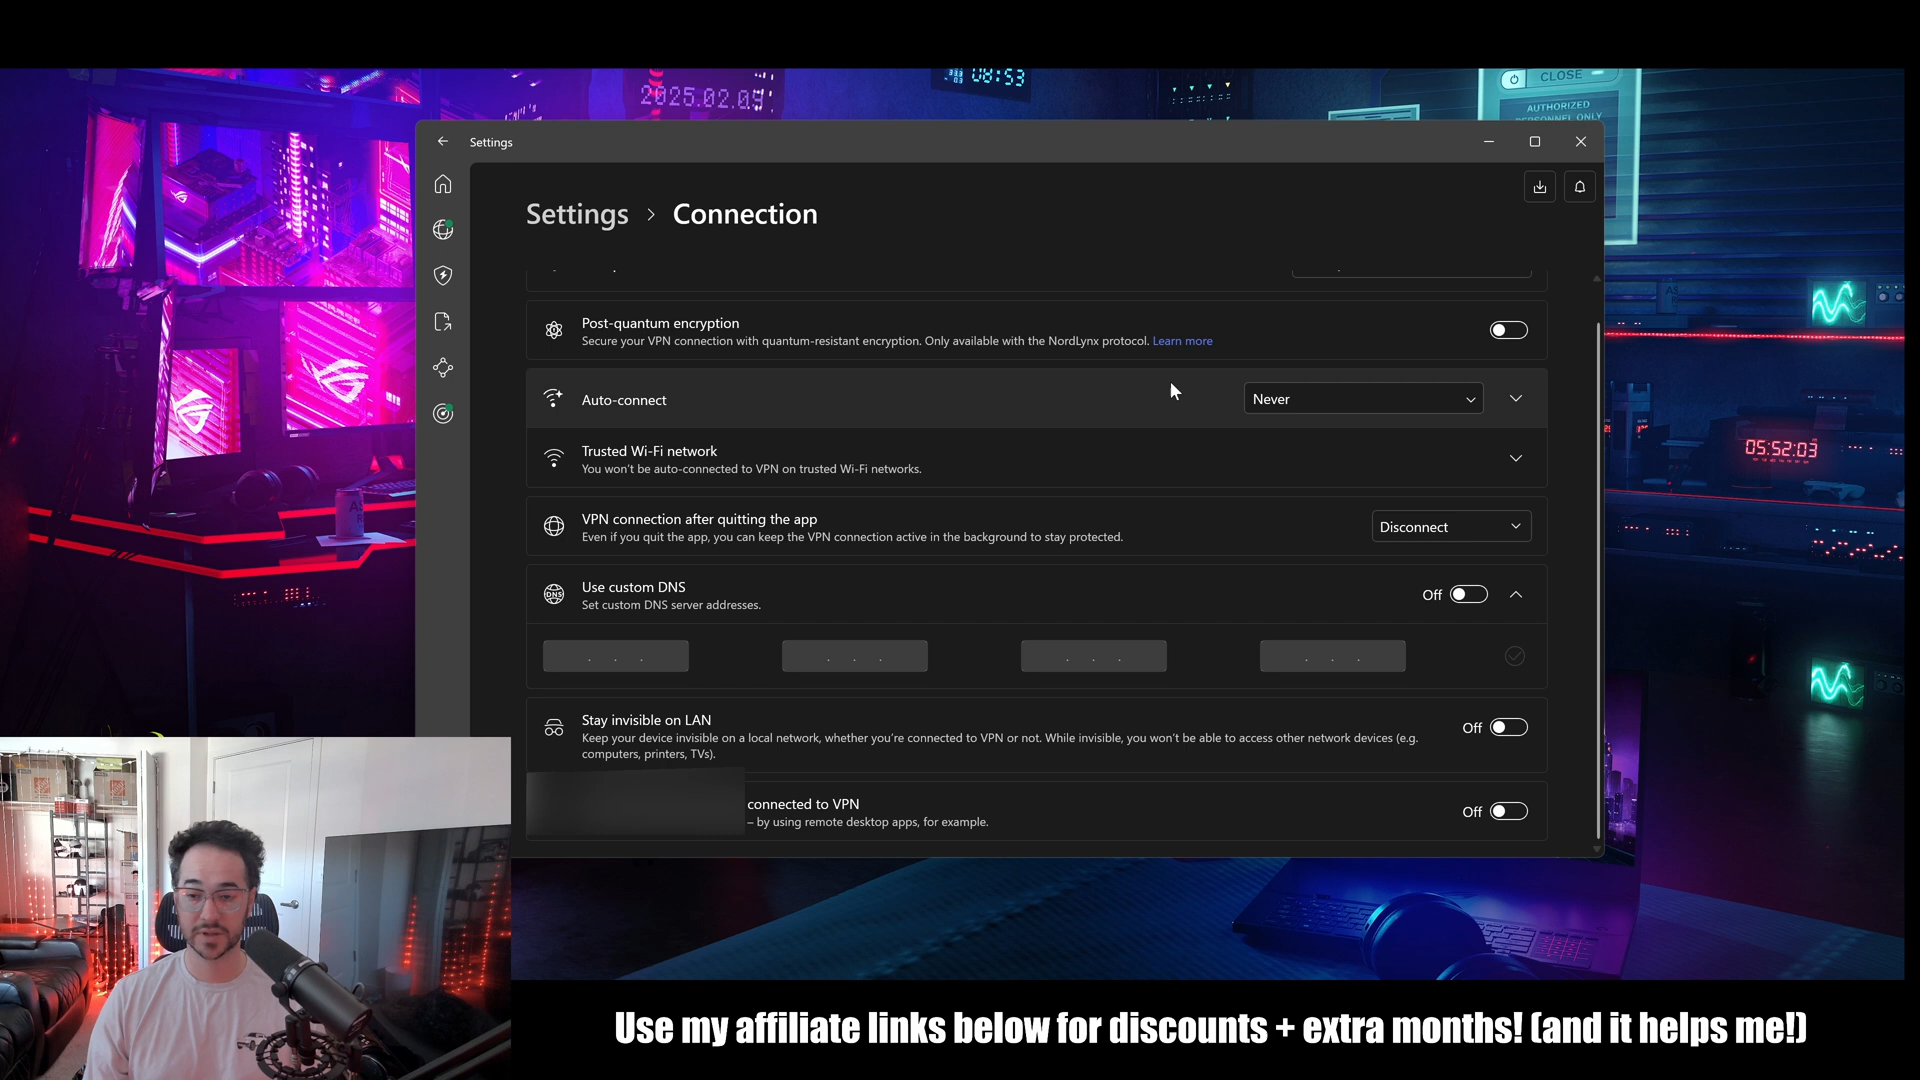 2025.02.05
08:53
CLOSE
AUTHORIZED
PERSONNEL ONLY
Settings
Settings > Connection
Post-quantum encryption
Secure your VPN connection with quantum-resistant encryption. Only available with the NordLynx protocol. Learn more
Auto-connect
Never
Trusted Wi-Fi network
You won't be auto-connected to VPN on trusted Wi-Fi networks.
05:52:03
VPN connection after quitting the app
Even if you quit the app, you can keep the VPN connection active in the background to stay protected.
Disconnect
DNS
Use custom DNS
Set custom DNS server addresses.
Off
Stay invisible on LAN
Keep your device invisible on a local network, whether you're connected to VPN or not. While invisible, you won't be able to access other network devices (e.g.
computers, printers, TVs).
Off
connected to VPN
– by using remote desktop apps, for example.
Off
Use my affiliate links below for discounts + extra months! (and it helps me!)